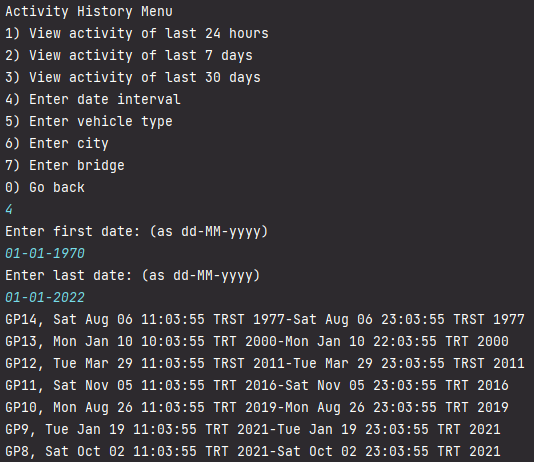 Activity History Menu
1) View activity of last 24 hours
2) View activity of last 7 days
3) View activity of last 30 days
4) Enter date interval
5) Enter vehicle type
6) Enter city
7) Enter bridge
0) Go back
4
Enter first date: (as dd-MM-yyyy)
01-01-1970
Enter last date: (as dd-MM-yyyy)
01-01-2022
GP14, Sat Aug 06 11:03:55 TRST 1977-Sat Aug 06 23:03:55 TRST 1977
GP13, Mon Jan 10 10:03:55 TRT 2000-Mon Jan 10 22:03:55 TRT 2000
GP12, Tue Mar 29 11:03:55 TRST 2011-Tue Mar 29 23:03:55 TRST 2011
GP11, Sat Nov 05 11:03:55 TRT 2016-Sat Nov 05 23:03:55 TRT 2016
GP10, Mon Aug 26 11:03:55 TRT 2019-Mon Aug 26 23:03:55 TRT 2019
GP9, Tue Jan 19 11:03:55 TRT 2021-Tue Jan 19 23:03:55 TRT 2021
GP8, Sat Oct 02 11:03:55 TRT 2021-Sat Oct 02 23:03:55 TRT 2021